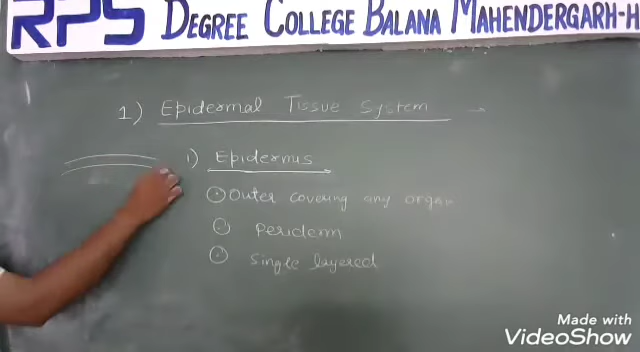 RPS DEGREE COLLEGE BALANA MAHENDERGARH-H
1) Epidermal Tissue System
i) Epidermis
Outer covering any organ
Periderm
Single layered
Made with
VideoShow